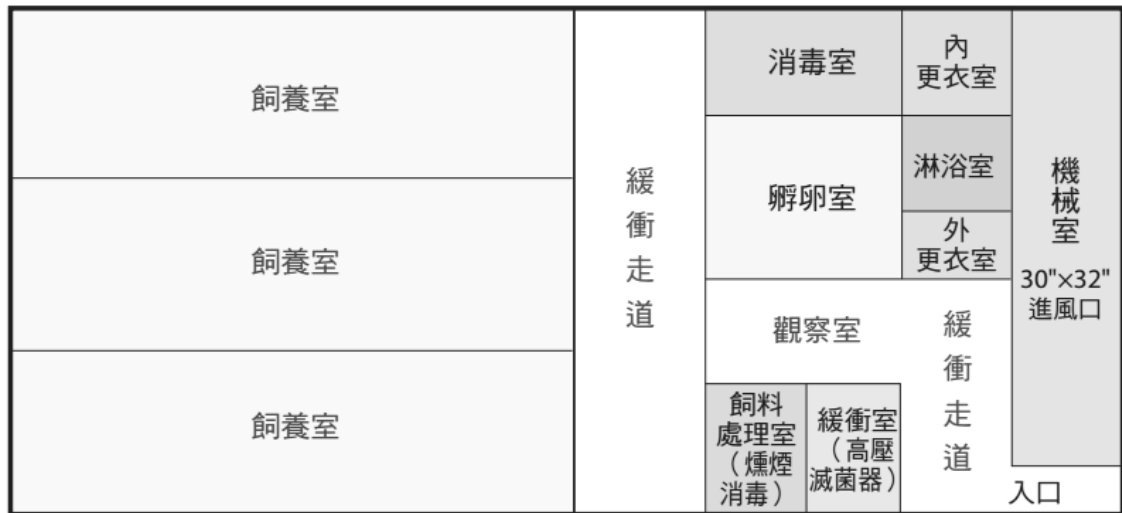 飼養室
飼養室
飼養室
緩衝走道
消毒室
內
更衣室
孵卵室
淋浴室
外
更衣室
機械室
30"×32"
進風口
觀察室
緩衝走道
飼料
處理室
（燻煙
消毒）
緩衝室
（高壓
滅菌器）
入口